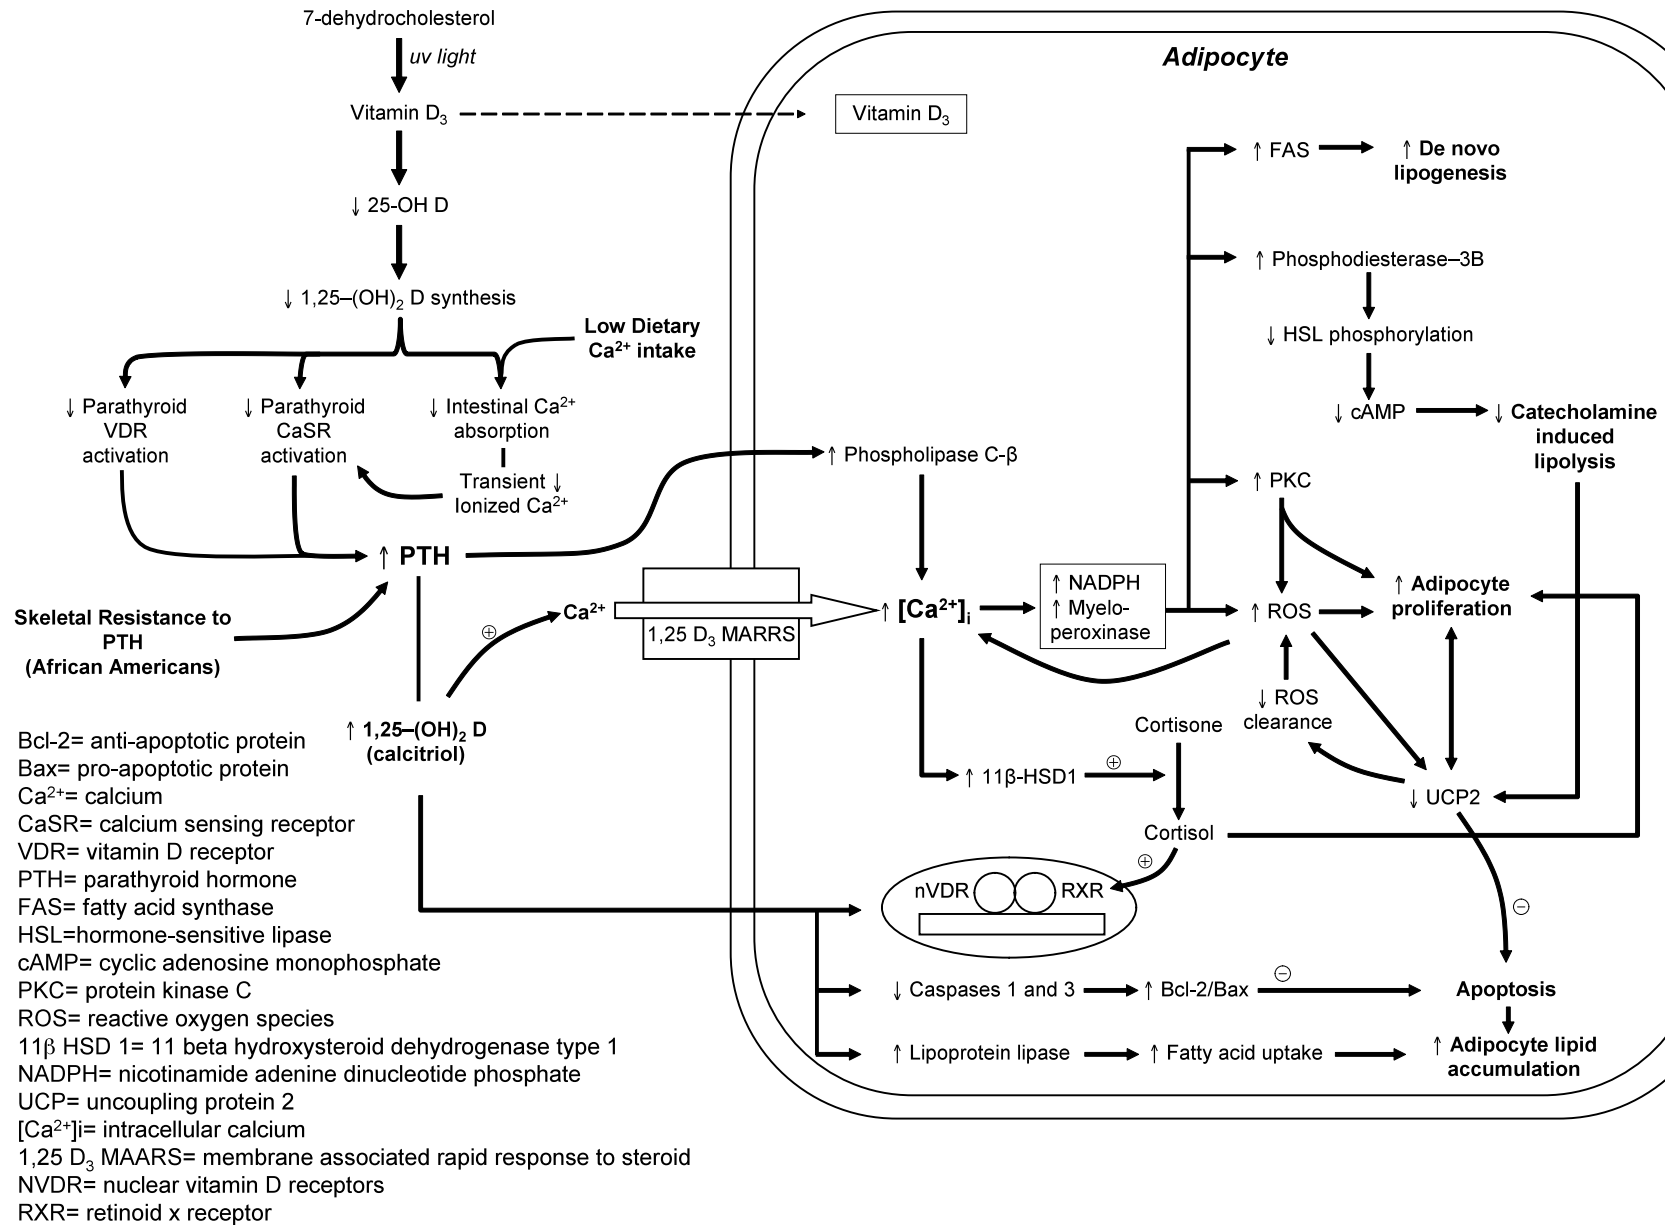 7-dehydrocholesterol
uv light
Vitamin D₃
↓ 25-OH D
↓ 1,25–(OH)₂ D synthesis
Low Dietary
Ca²⁺ intake
↓ Parathyroid
VDR
activation
↓ Parathyroid
CaSR
activation
↓ Intestinal Ca²⁺
absorption
Transient ↓
Ionized Ca²⁺
↑ PTH
Skeletal Resistance to
PTH
(African Americans)
Ca²⁺
1,25 D₃ MARRS
↑ 1,25–(OH)₂ D
(calcitriol)
Adipocyte
Vitamin D₃
↑ FAS
↑ De novo
lipogenesis
↑ Phosphodiesterase–3B
↓ HSL phosphorylation
↓ cAMP
↓ Catecholamine
induced
lipolysis
↑ Phospholipase C-β
↑ PKC
↑ [Ca²⁺]i
↑ NADPH
↑ Myelo-
peroxinase
↑ ROS
↑ Adipocyte
proliferation
↓ ROS
clearance
Cortisone
↑ 11β-HSD1
⊕
↓ UCP2
Cortisol
⊕
nVDR
RXR
⊖
↓ Caspases 1 and 3
↑ Bcl-2/Bax
⊖
Apoptosis
↑ Lipoprotein lipase
↑ Fatty acid uptake
↑ Adipocyte lipid
accumulation
⊕
Bcl-2= anti-apoptotic protein
Bax= pro-apoptotic protein
Ca²⁺= calcium
CaSR= calcium sensing receptor
VDR= vitamin D receptor
PTH= parathyroid hormone
FAS= fatty acid synthase
HSL=hormone-sensitive lipase
cAMP= cyclic adenosine monophosphate
PKC= protein kinase C
ROS= reactive oxygen species
11β HSD 1= 11 beta hydroxysteroid dehydrogenase type 1
NADPH= nicotinamide adenine dinucleotide phosphate
UCP= uncoupling protein 2
[Ca²⁺]i= intracellular calcium
1,25 D₃ MAARS= membrane associated rapid response to steroid
NVDR= nuclear vitamin D receptors
RXR= retinoid x receptor